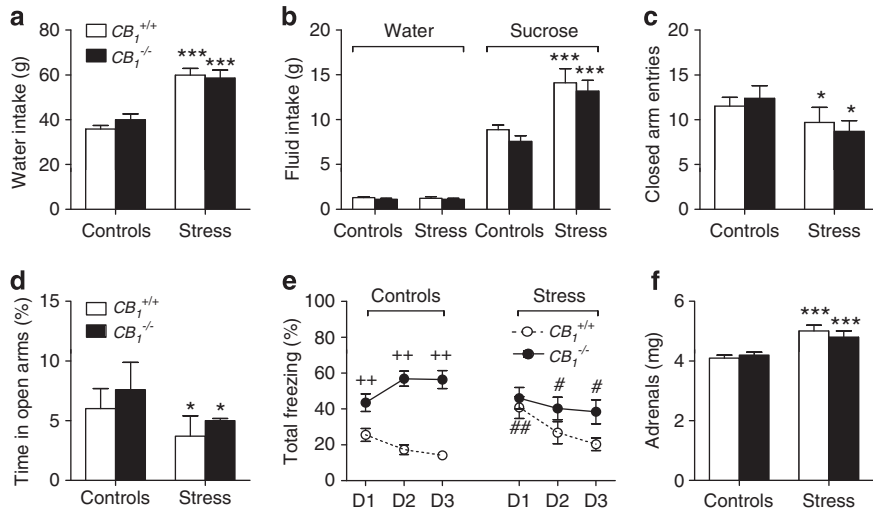 a
CB1+/+
CB1-/-
*** ***
Water intake (g)
80
60
40
20
0
Controls Stress
b
Water Sucrose
*** ***
Fluid intake (g)
20
15
10
5
0
Controls Stress Controls Stress
c
* *
Closed arm entries
20
15
10
5
0
Controls Stress
d
CB1+/+
CB1-/-
* *
Time in open arms (%)
15
10
5
0
Controls Stress
e
Controls Stress
CB1+/+
CB1-/-
++ ++ ++
# #
##
Total freezing (%)
100
80
60
40
20
0
D1 D2 D3 D1 D2 D3
f
*** ***
Adrenals (mg)
6
4
2
0
Controls Stress